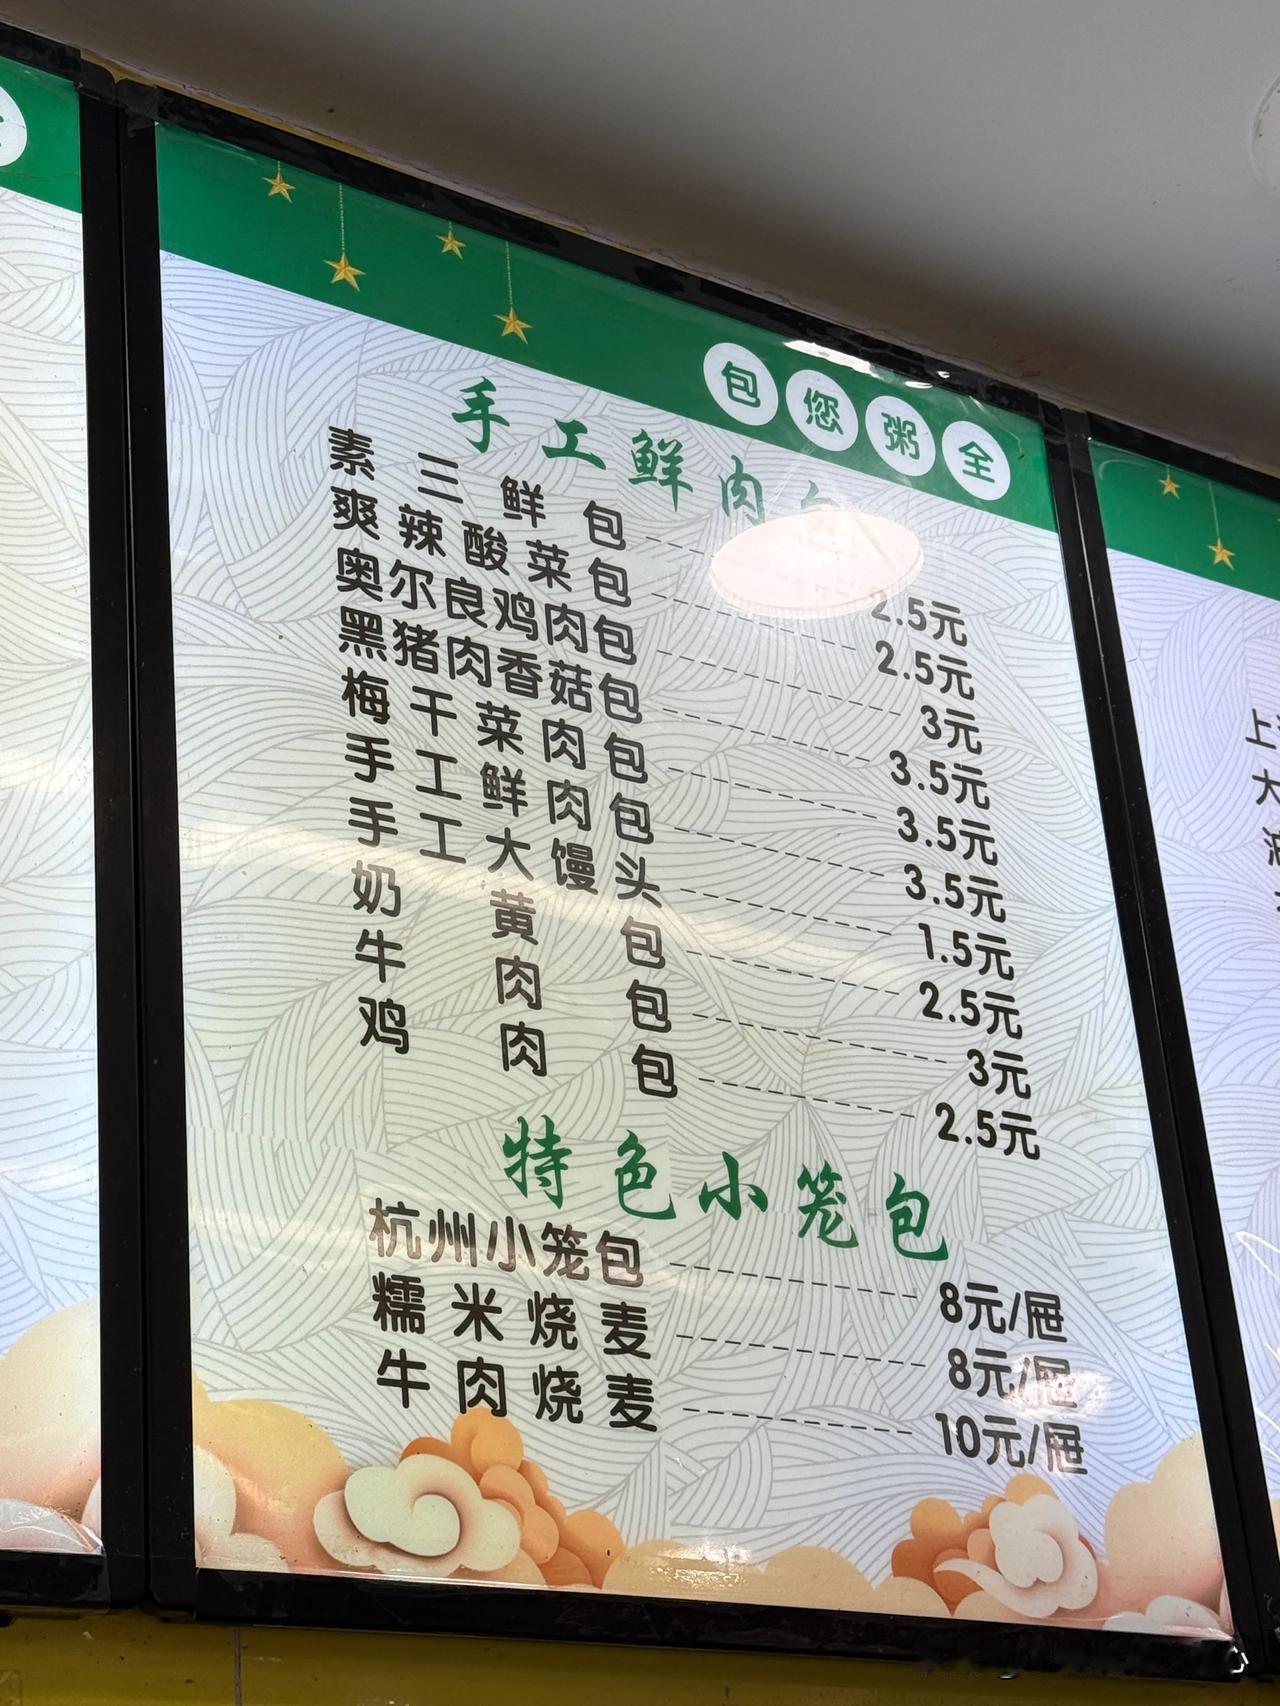 包您粥全
手工鲜肉包
素三鲜包 2.5元
爽辣酸菜包 2.5元
奥尔良鸡肉包 3元
黑猪肉香菇包 3.5元
梅干菜肉包 3.5元
手工鲜肉包 3.5元
手工大馒头 1.5元
奶黄包 2.5元
牛肉包 3元
鸡肉包 2.5元
特色小笼包
杭州小笼包 8元/屉
糯米烧麦 8元/屉
牛肉烧麦 10元/屉
上
大